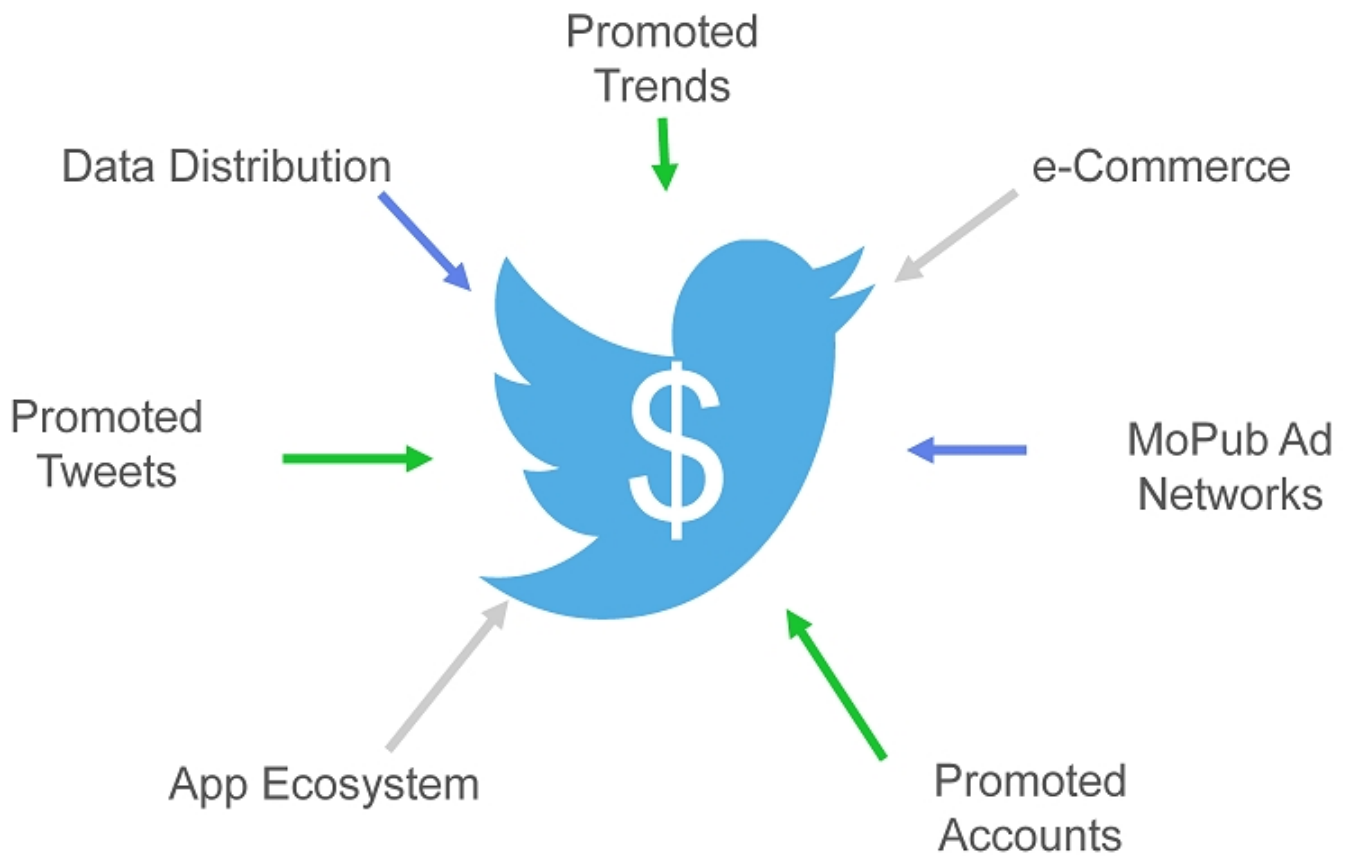 Promoted
Trends
Data Distribution
e-Commerce
Promoted
Tweets
$
MoPub Ad
Networks
App Ecosystem
Promoted
Accounts